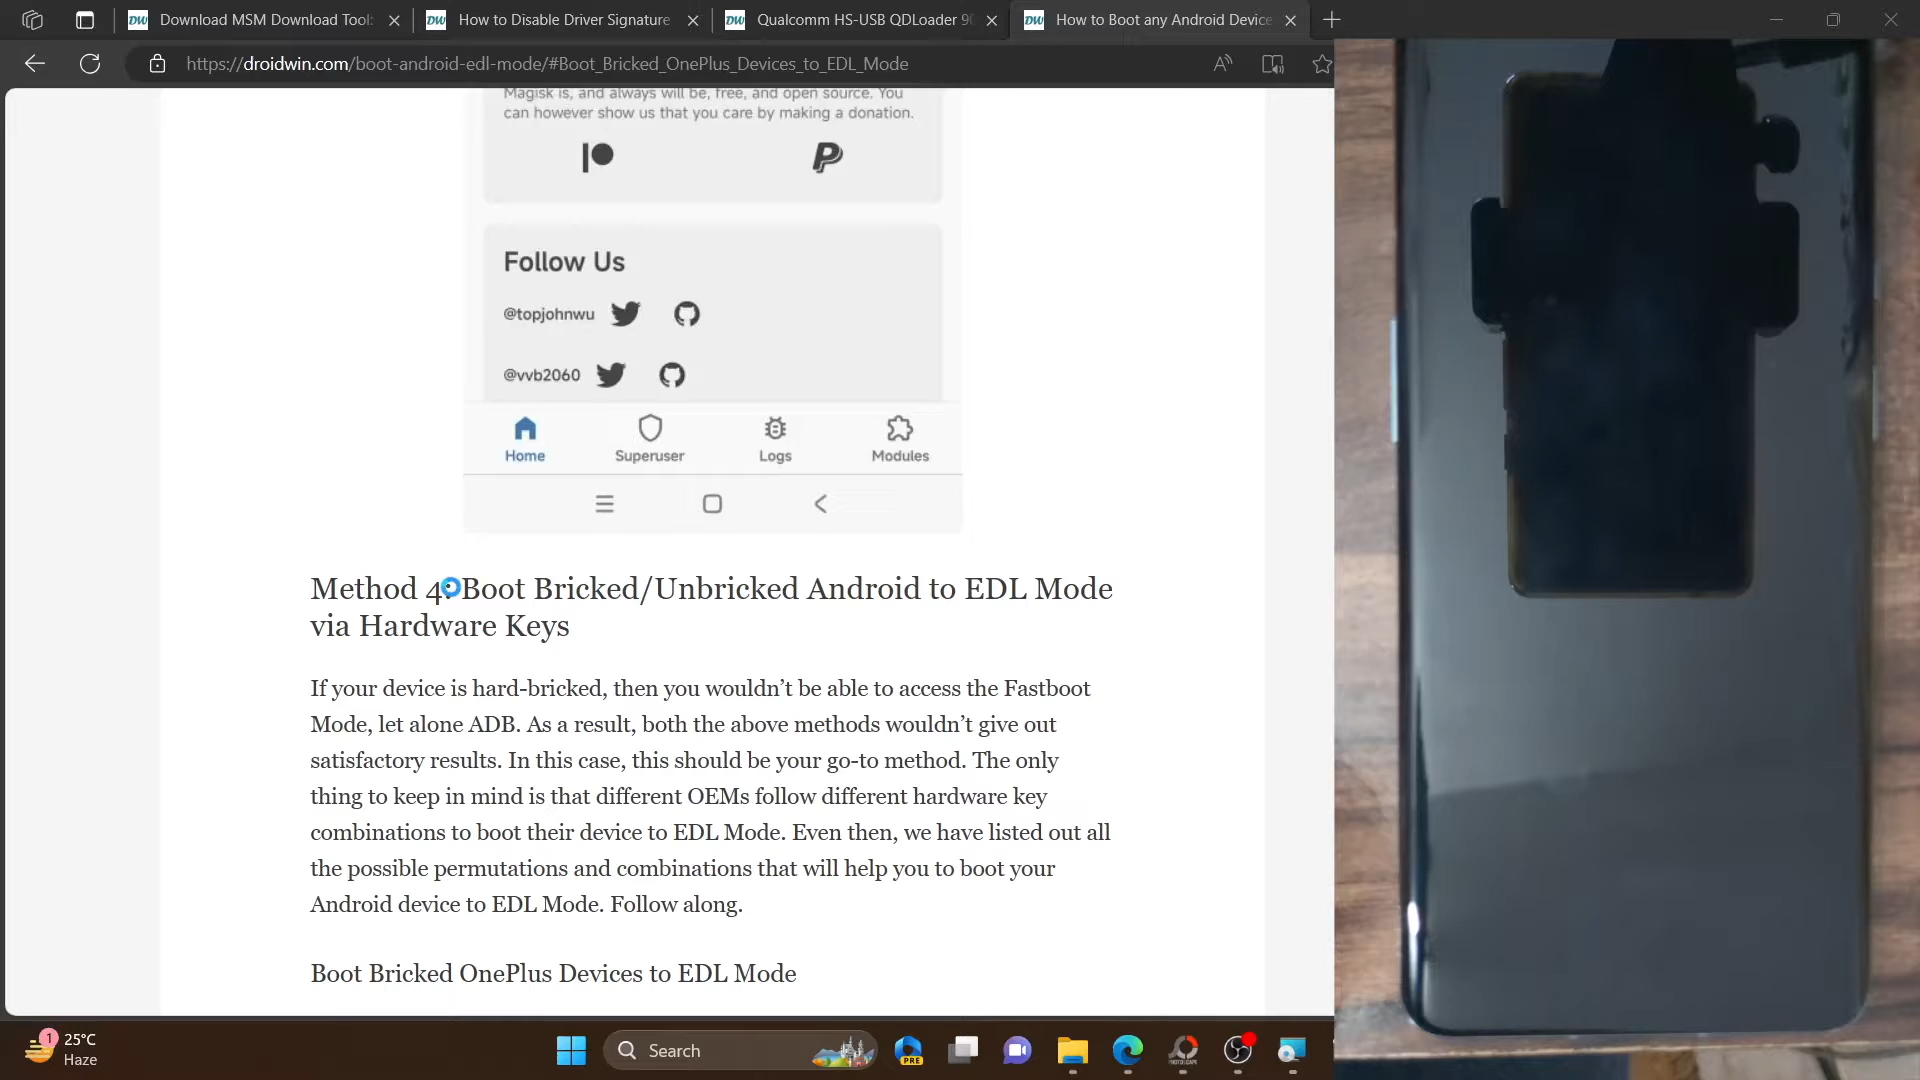 Download MSM Download Tool:
How to Disable Driver Signature
Qualcomm HS-USB QDLoader 90
How to Boot any Android Device
https://droidwin.com/boot-android-edl-mode/#Boot_Bricked_OnePlus_Devices_to_EDL_Mode
Magisk is, and always will be, free, and open source. You
can however show us that you care by making a donation.
Follow Us
@topjohnwu
@vvb2060
Home
Superuser
Logs
Modules
Method 4: Boot Bricked/Unbricked Android to EDL Mode
via Hardware Keys
If your device is hard-bricked, then you wouldn’t be able to access the Fastboot
Mode, let alone ADB. As a result, both the above methods wouldn’t give out
satisfactory results. In this case, this should be your go-to method. The only
thing to keep in mind is that different OEMs follow different hardware key
combinations to boot their device to EDL Mode. Even then, we have listed out all
the possible permutations and combinations that will help you to boot your
Android device to EDL Mode. Follow along.
Boot Bricked OnePlus Devices to EDL Mode
1
25°C
Haze
Search
PRE